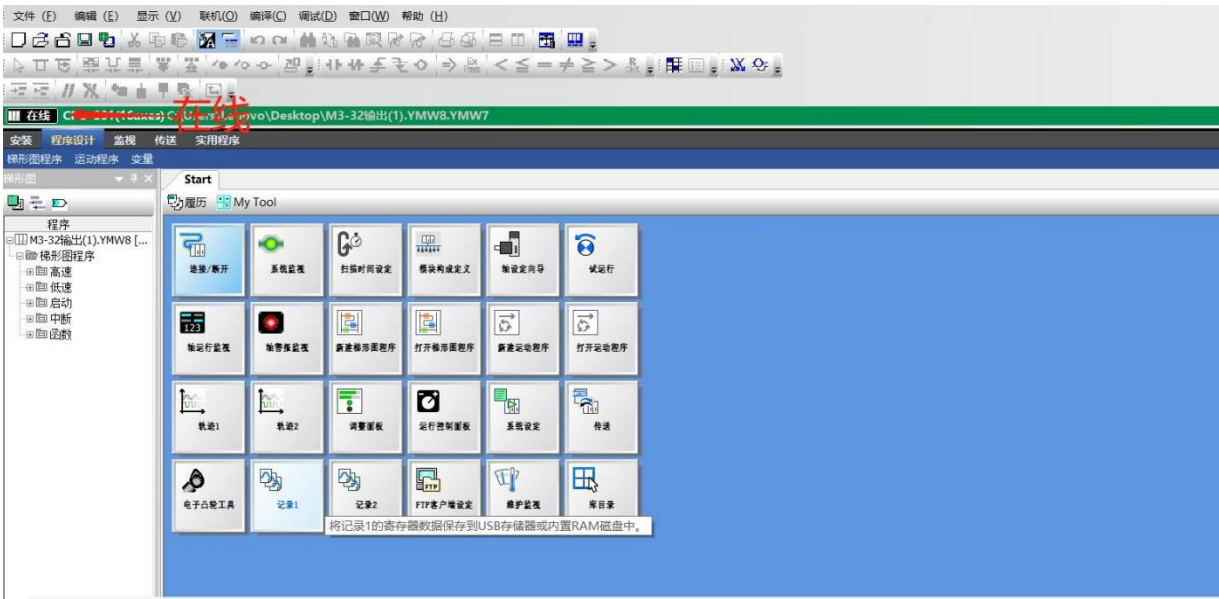 文件 (F) 编辑 (E) 显示 (V) 联机(O) 编译(C) 调试(D) 窗口(W) 帮助 (H)
在线
在线 (16axes) C:\Users\Lenovo\Desktop\M3-32输出(1).YMW8.YMW7
安装 程序设计 监视 传送 实用程序
梯形图程序 运动程序 变量
梯形图
Start
履历 My Tool
程序
M3-32输出(1).YMW8 [...
梯形图程序
高速
低速
启动
中断
函数
连接/断开 系统监视 扫描时间设定 模块构成定义 轴设定向导 试运行
123
轴运行监视 轴警报监视 新建梯形图程序 打开梯形图程序 新建运动程序 打开运动程序
轨迹1 轨迹2 调整面板 运行控制面板 系统设定 传送
FTP
电子凸轮工具 记录1 记录2 FTP客户端设定 维护监视 库目录
将记录1的寄存器数据保存到USB存储器或内置RAM磁盘中。